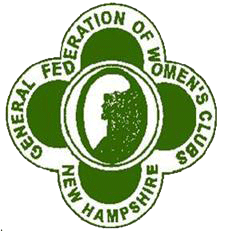 GENERAL FEDERATION OF WOMEN'S CLUBS
NEW HAMPSHIRE